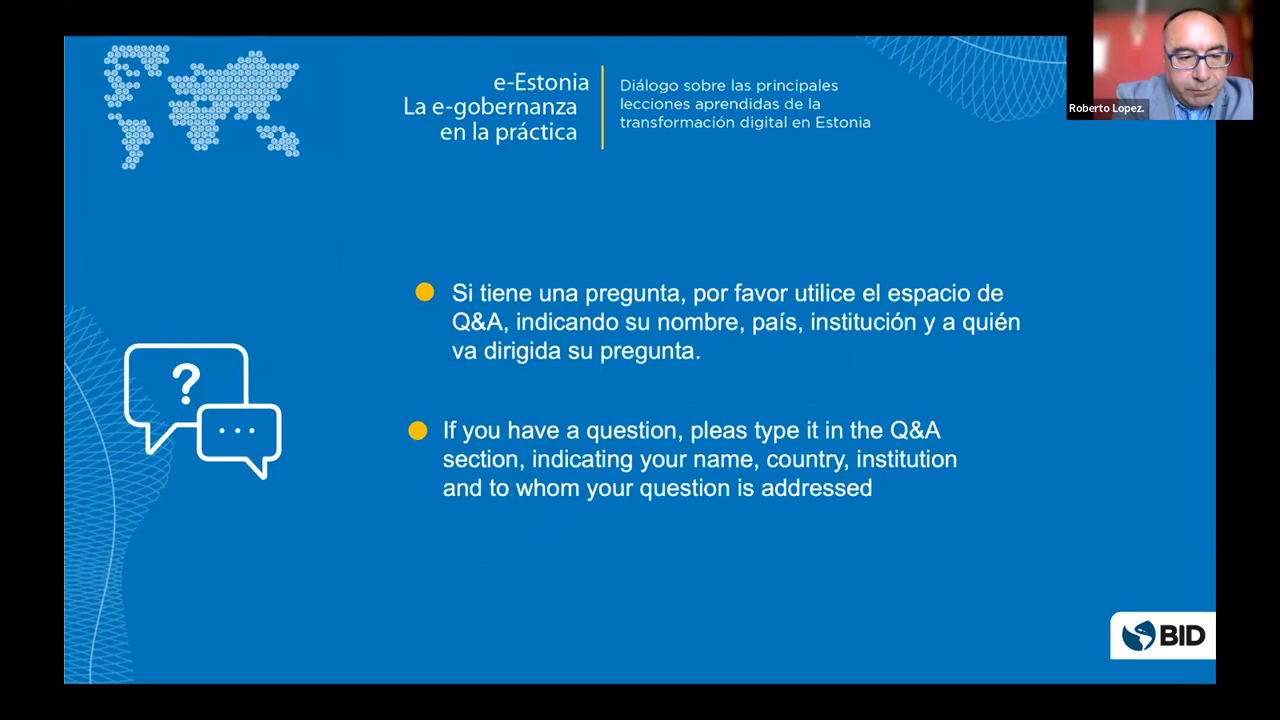 e-Estonia
La e-gobernanza
en la práctica
Diálogo sobre las principales
lecciones aprendidas de la
transformación digital en Estonia
Roberto Lopez.
Si tiene una pregunta, por favor utilice el espacio de
Q&A, indicando su nombre, país, institución y a quién
va dirigida su pregunta.
?
If you have a question, pleas type it in the Q&A
section, indicating your name, country, institution
and to whom your question is addressed
BID